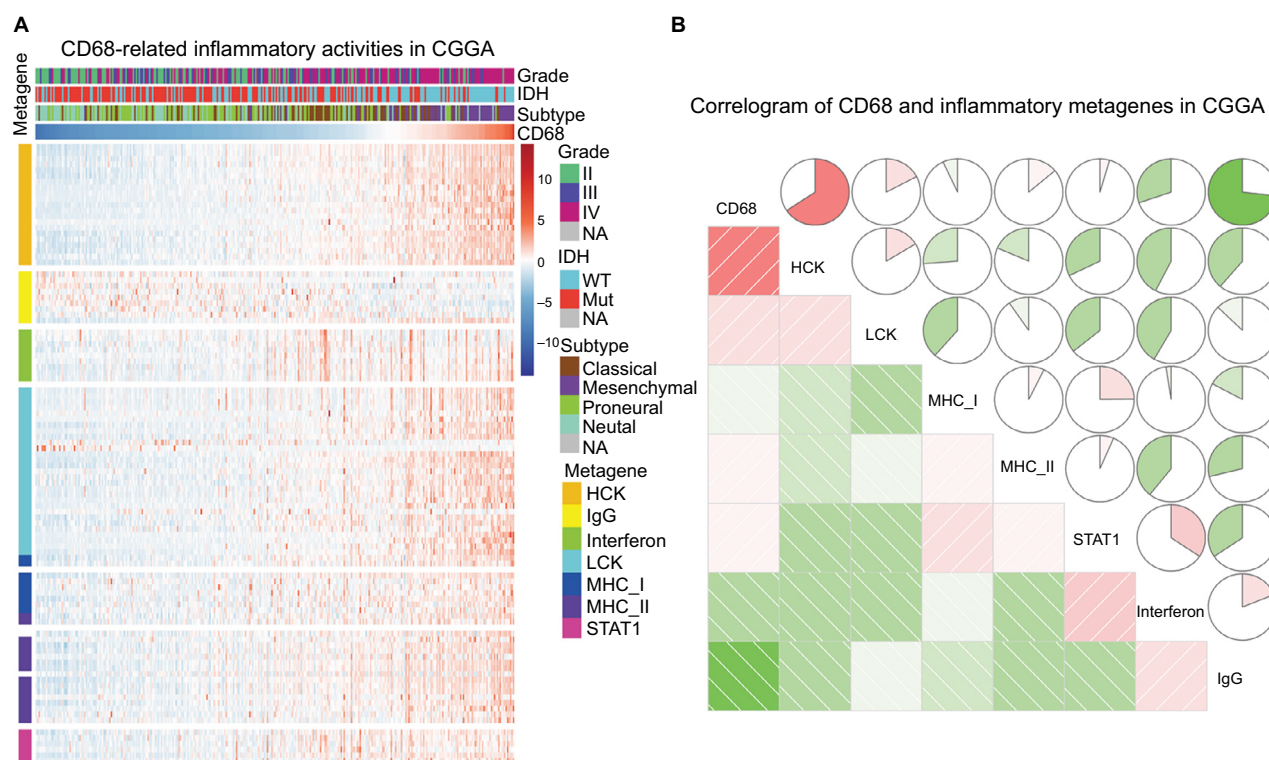 A
CD68-related inflammatory activities in CGGA
Metagene
Grade
IDH
Subtype
CD68
10
5
0
−5
−10
Grade
II
III
IV
NA
IDH
WT
Mut
NA
Subtype
Classical
Mesenchymal
Proneural
Neutal
NA
Metagene
HCK
IgG
Interferon
LCK
MHC_I
MHC_II
STAT1
B
Correlogram of CD68 and inflammatory metagenes in CGGA
CD68
HCK
LCK
MHC_I
MHC_II
STAT1
Interferon
IgG